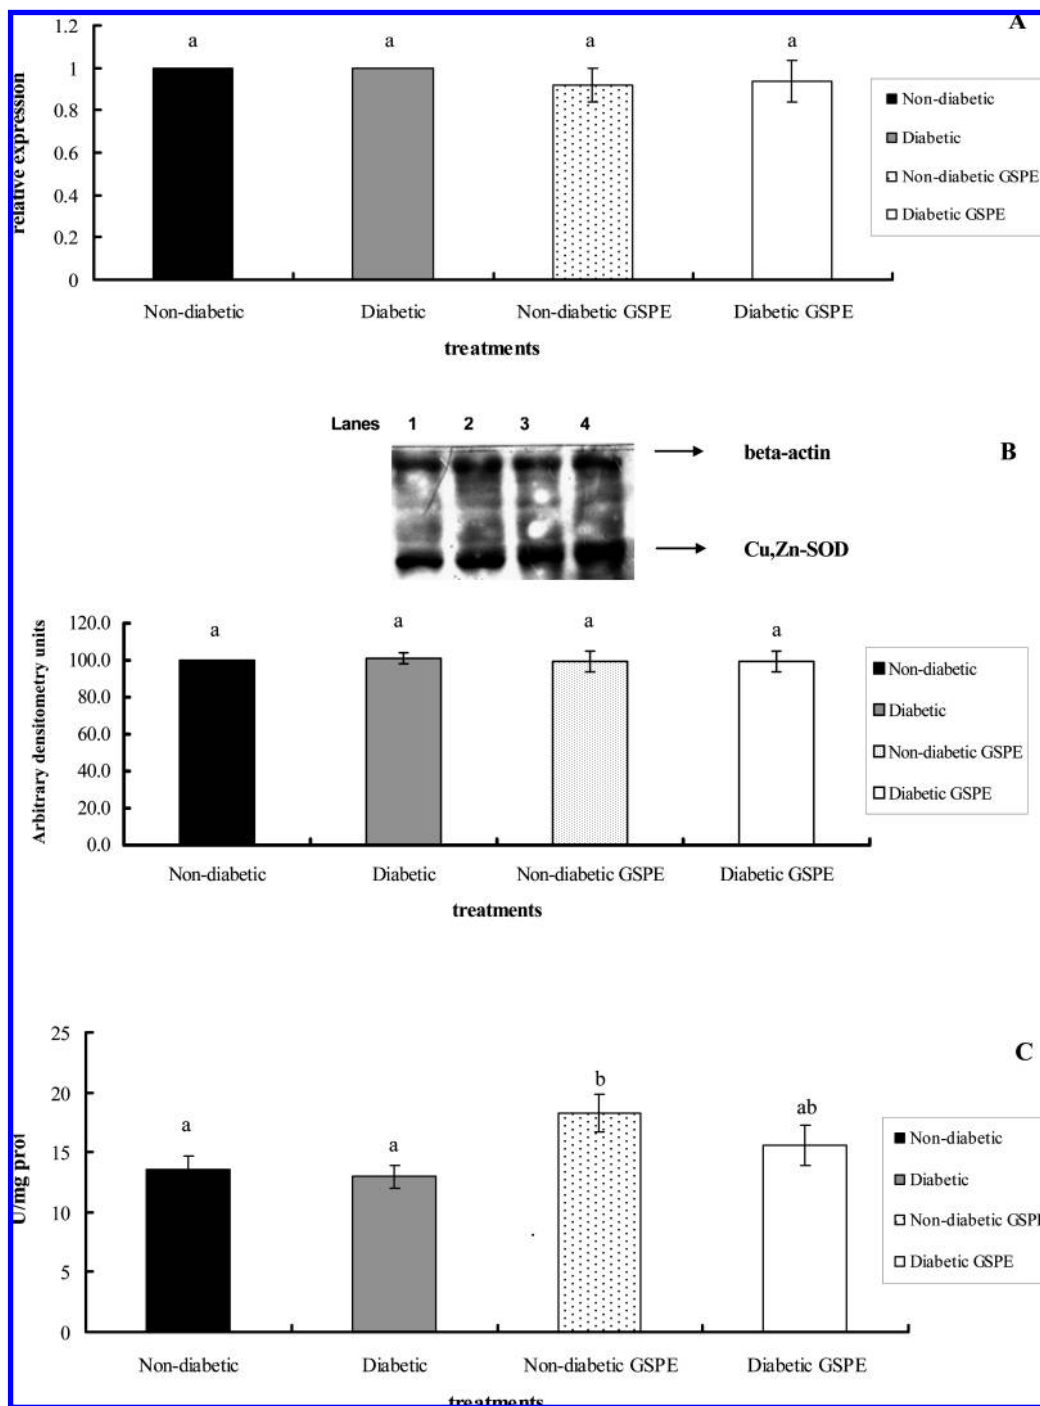 A
1.2
1
0.8
0.6
0.4
0.2
0
relative expression
a a a a
Non-diabetic
Diabetic
Non-diabetic GSPE
Diabetic GSPE
Non-diabetic Diabetic Non-diabetic GSPE Diabetic GSPE
treatments
Lanes 1 2 3 4
B
beta-actin
Cu,Zn-SOD
120.0
100.0
80.0
60.0
40.0
20.0
0.0
Arbitrary densitometry units
a a a a
Non-diabetic
Diabetic
Non-diabetic GSPE
Diabetic GSPE
Non-diabetic Diabetic Non-diabetic GSPE Diabetic GSPE
treatments
C
25
20
15
10
5
0
U/mg prot
a a b ab
Non-diabetic
Diabetic
Non-diabetic GSPE
Diabetic GSPE
Non-diabetic Diabetic Non-diabetic GSPE Diabetic GSPE
treatments